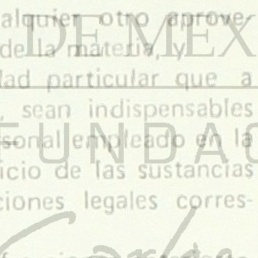 alquier otro aprove-
DE MEX
de la materia, y
dad particular que a
sean indispensables
FUNDAC
sonal empleado en la
icio de las sustancias
ciones legales corres-